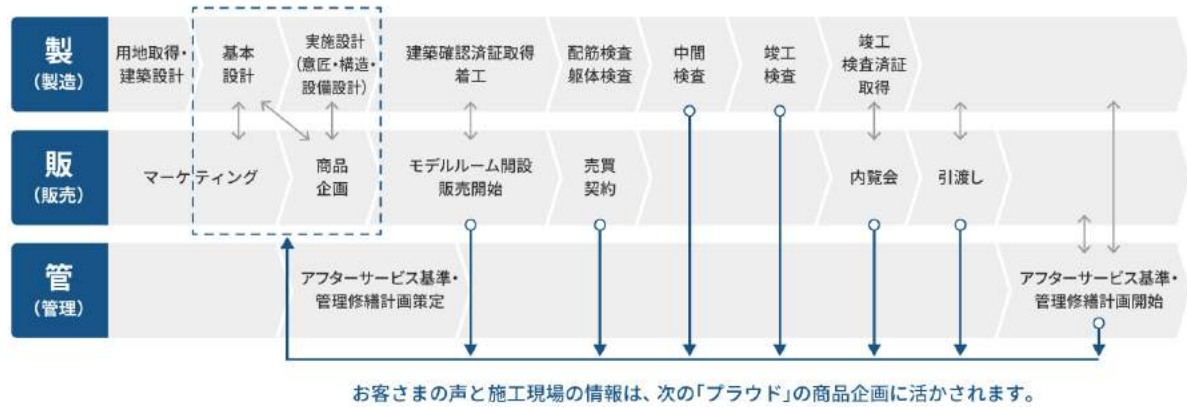 製
(製造)
用地取得・
建築設計
基本
設計
実施設計
(意匠・構造・
設備設計)
建築確認済証取得
着工
配筋検査
躯体検査
中間
検査
竣工
検査
竣工
検査済証
取得
販
(販売)
マーケティング
商品
企画
モデルルーム開設
販売開始
売買
契約
内覧会
引渡し
管
(管理)
アフターサービス基準・
管理修繕計画策定
アフターサービス基準・
管理修繕計画開始
お客さまの声と施工現場の情報は、次の「プラウド」の商品企画に活かされます。